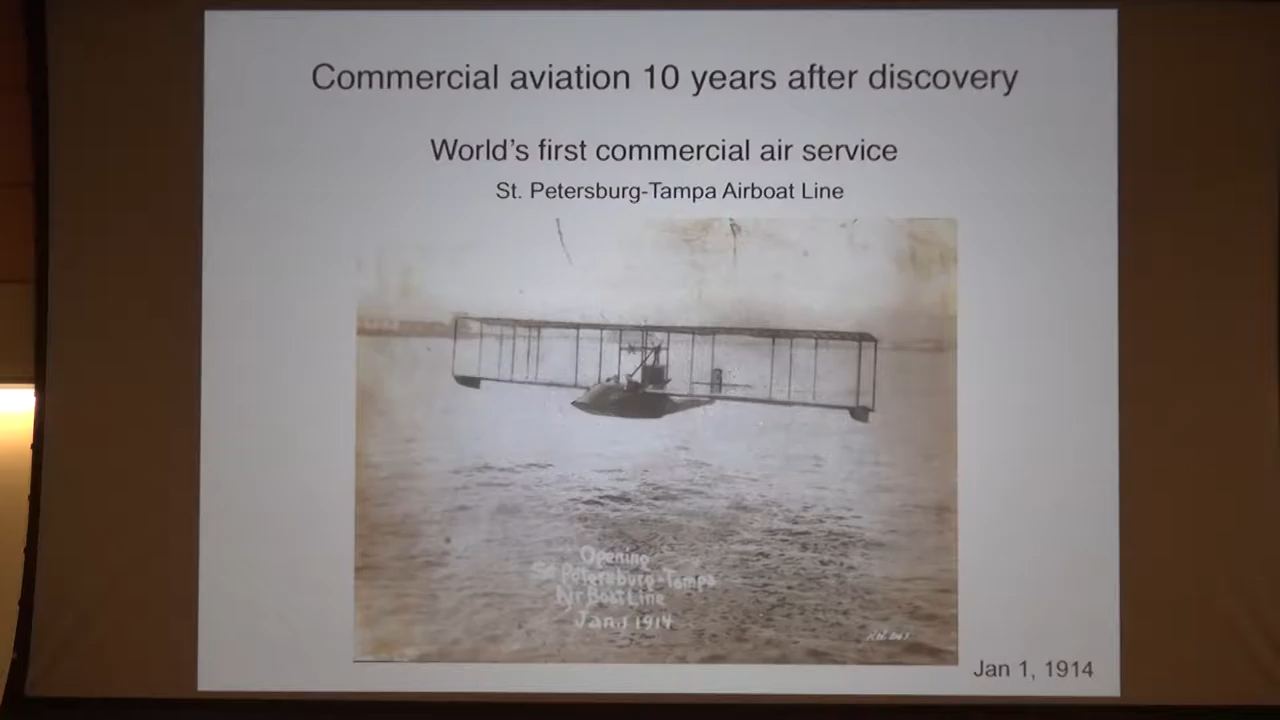 Commercial aviation 10 years after discovery
World's first commercial air service
St. Petersburg-Tampa Airboat Line
Opening
St Petersburg-Tampa
Air Boat Line
Jan. 1 1914
Jan 1, 1914